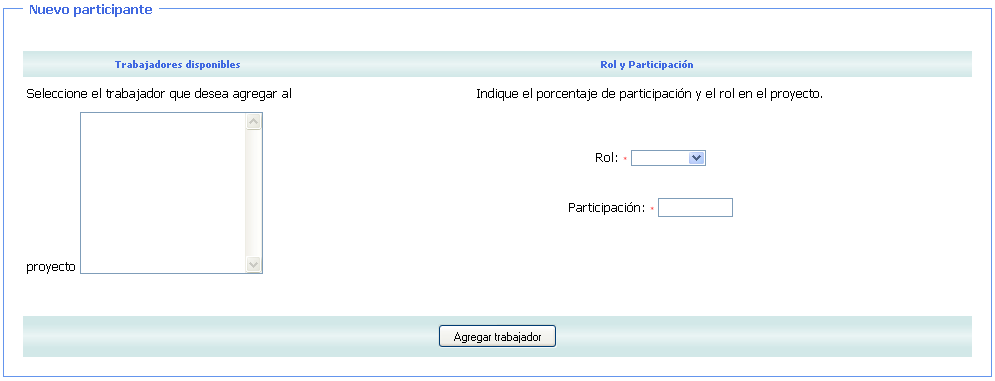 Nuevo participante
Trabajadores disponibles
Rol y Participación
Seleccione el trabajador que desea agregar al
proyecto
Indique el porcentaje de participación y el rol en el proyecto.
Rol: *
Participación: *
Agregar trabajador